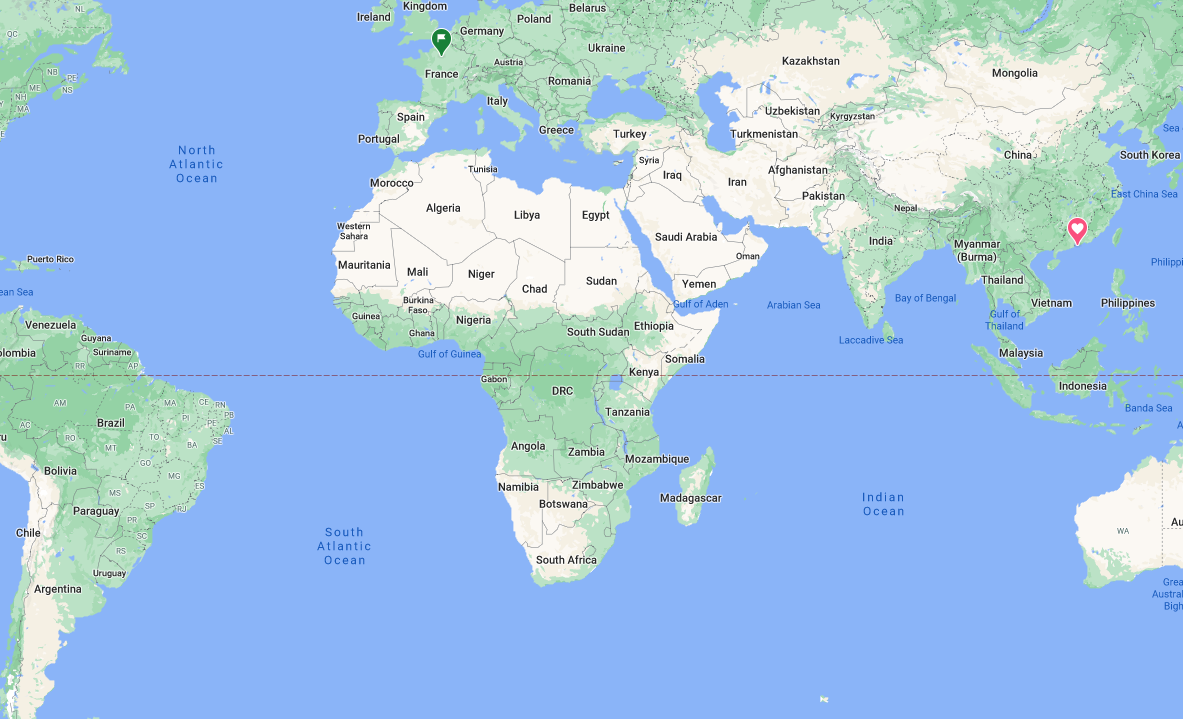 NL
Kingdom
Belarus
Ireland
Poland
QC
Germany
Ukraine
Kazakhstan
Austria
Mongolia
NB
PE
France
NS
ME
Romania
NH
Italy
MA
Uzbekistan
Kyrgyzstan
Spain
Greece
Turkey
Turkmenistan
Sea
Portugal
North
Atlantic
Ocean
China
South Korea
Syria
Tunisia
Iraq
Afghanistan
Iran
Morocco
Pakistan
East China Sea
Algeria
Libya
Egypt
Nepal
Western
Sahara
Saudi Arabia
India
Myanmar
(Burma)
Oman
Puerto Rico
Mauritania
Philippi
Mali
Niger
Sudan
Yemen
Thailand
Chad
ean Sea
Burkina
Faso
Gulf of Aden
Arabian Sea
Bay of Bengal
Vietnam
Philippines
Guinea
Nigeria
Gulf of
Thailand
Venezuela
Ghana
South Sudan
Ethiopia
Guyana
Laccadive Sea
olombia
Suriname
Gulf of Guinea
Somalia
Malaysia
RR
AP
Kenya
Gabon
DRC
Indonesia
AM
PA
MA
CE
RN
PB
Tanzania
Banda Sea
AC
Brazil
PI
PE
AL
ru
RO
TO
SE
MT
BA
Angola
Zambia
Mozambique
GO
Bolivia
MG
ES
Namibia
Zimbabwe
Madagascar
MS
SP
Botswana
Indian
Ocean
Paraguay
RJ
PR
Chile
SC
South
Atlantic
Ocean
WA
Au
RS
South Africa
Uruguay
Argentina
Grea
Austral
Bigh